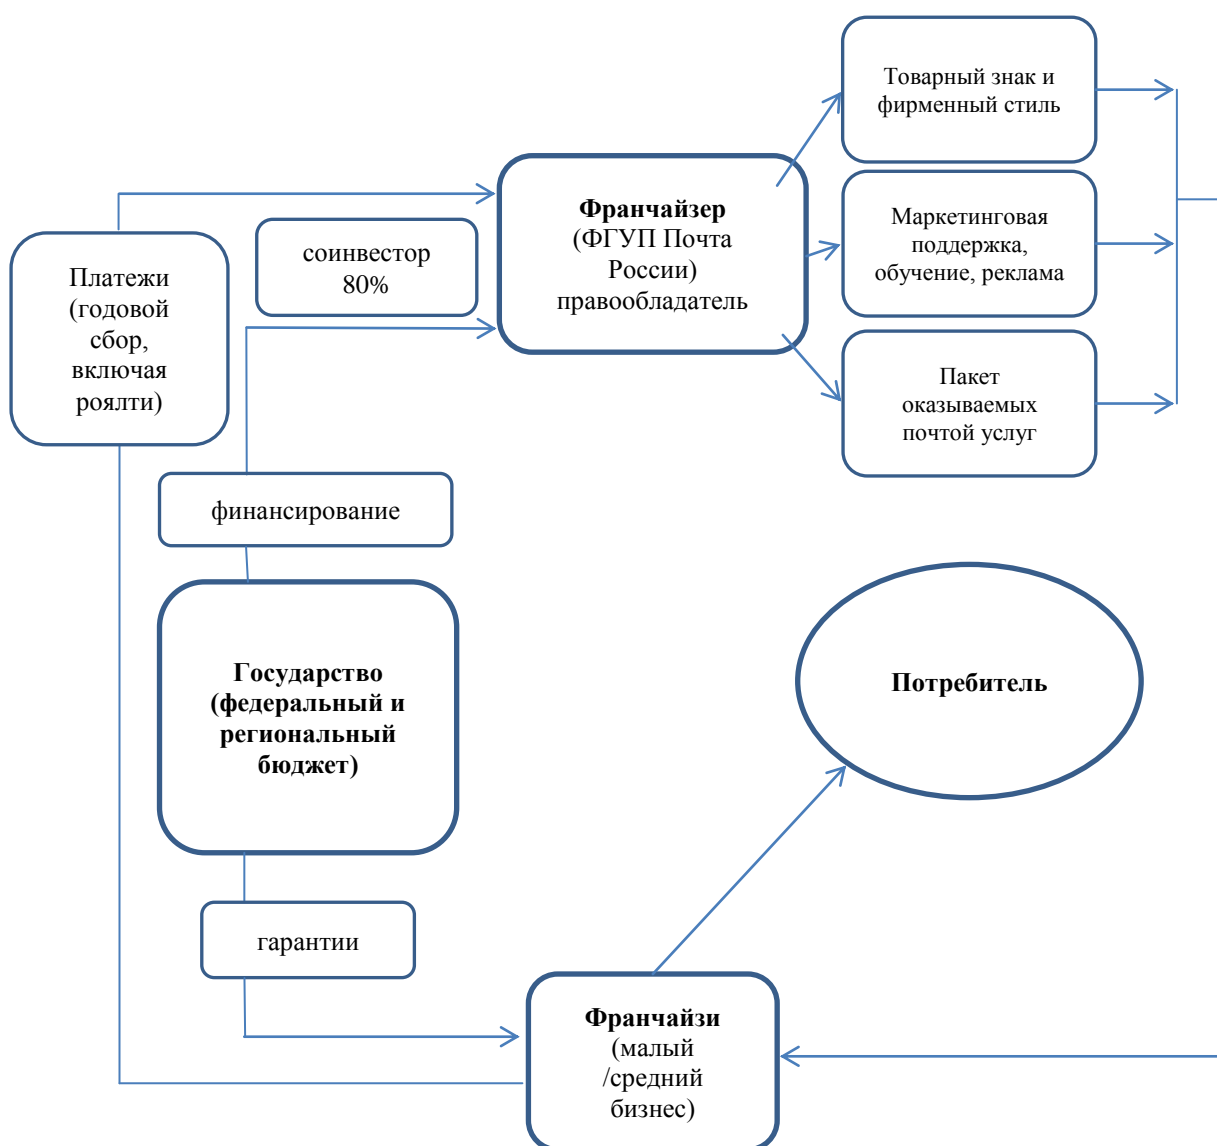 Товарный знак и
фирменный стиль
Франчайзер
(ФГУП Почта
России)
правообладатель
Маркетинговая
поддержка,
обучение, реклама
соинвестор
80%
Платежи
(годовой
сбор,
включая
роялти)
Пакет
оказываемых
почтой услуг
финансирование
Государство
(федеральный и
региональный
бюджет)
Потребитель
гарантии
Франчайзи
(малый
/средний
бизнес)